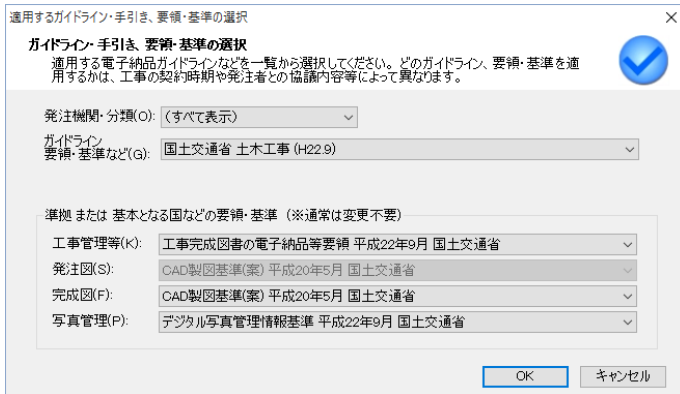 適用するガイドライン・手引き、要領・基準の選択
ガイドライン・手引き、要領・基準の選択
適用する電子納品ガイドラインなどを一覧から選択してください。どのガイドライン、要領・基準を適
用するかは、工事の契約時期や発注者との協議内容等によって異なります。
発注機関・分類(O): (すべて表示)
ガイドライン
要領・基準など(G): 国土交通省 土木工事 (H22.9)
準拠 または 基本となる国などの要領・基準 (※通常は変更不要)
工事管理等(K): 工事完成図書の電子納品等要領 平成22年9月 国土交通省
発注図(S): CAD製図基準(案) 平成20年5月 国土交通省
完成図(F): CAD製図基準(案) 平成20年5月 国土交通省
写真管理(P): デジタル写真管理情報基準 平成22年9月 国土交通省
OK キャンセル